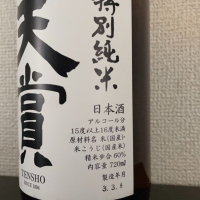 特別純米
天賞
TENSHO
日本酒
アルコール分
15度以上16度未満
原材料名 米(国産)・
米こうじ(国産米)
精米歩合 60%
内容量 720ml
製造年月
3. 3. 4